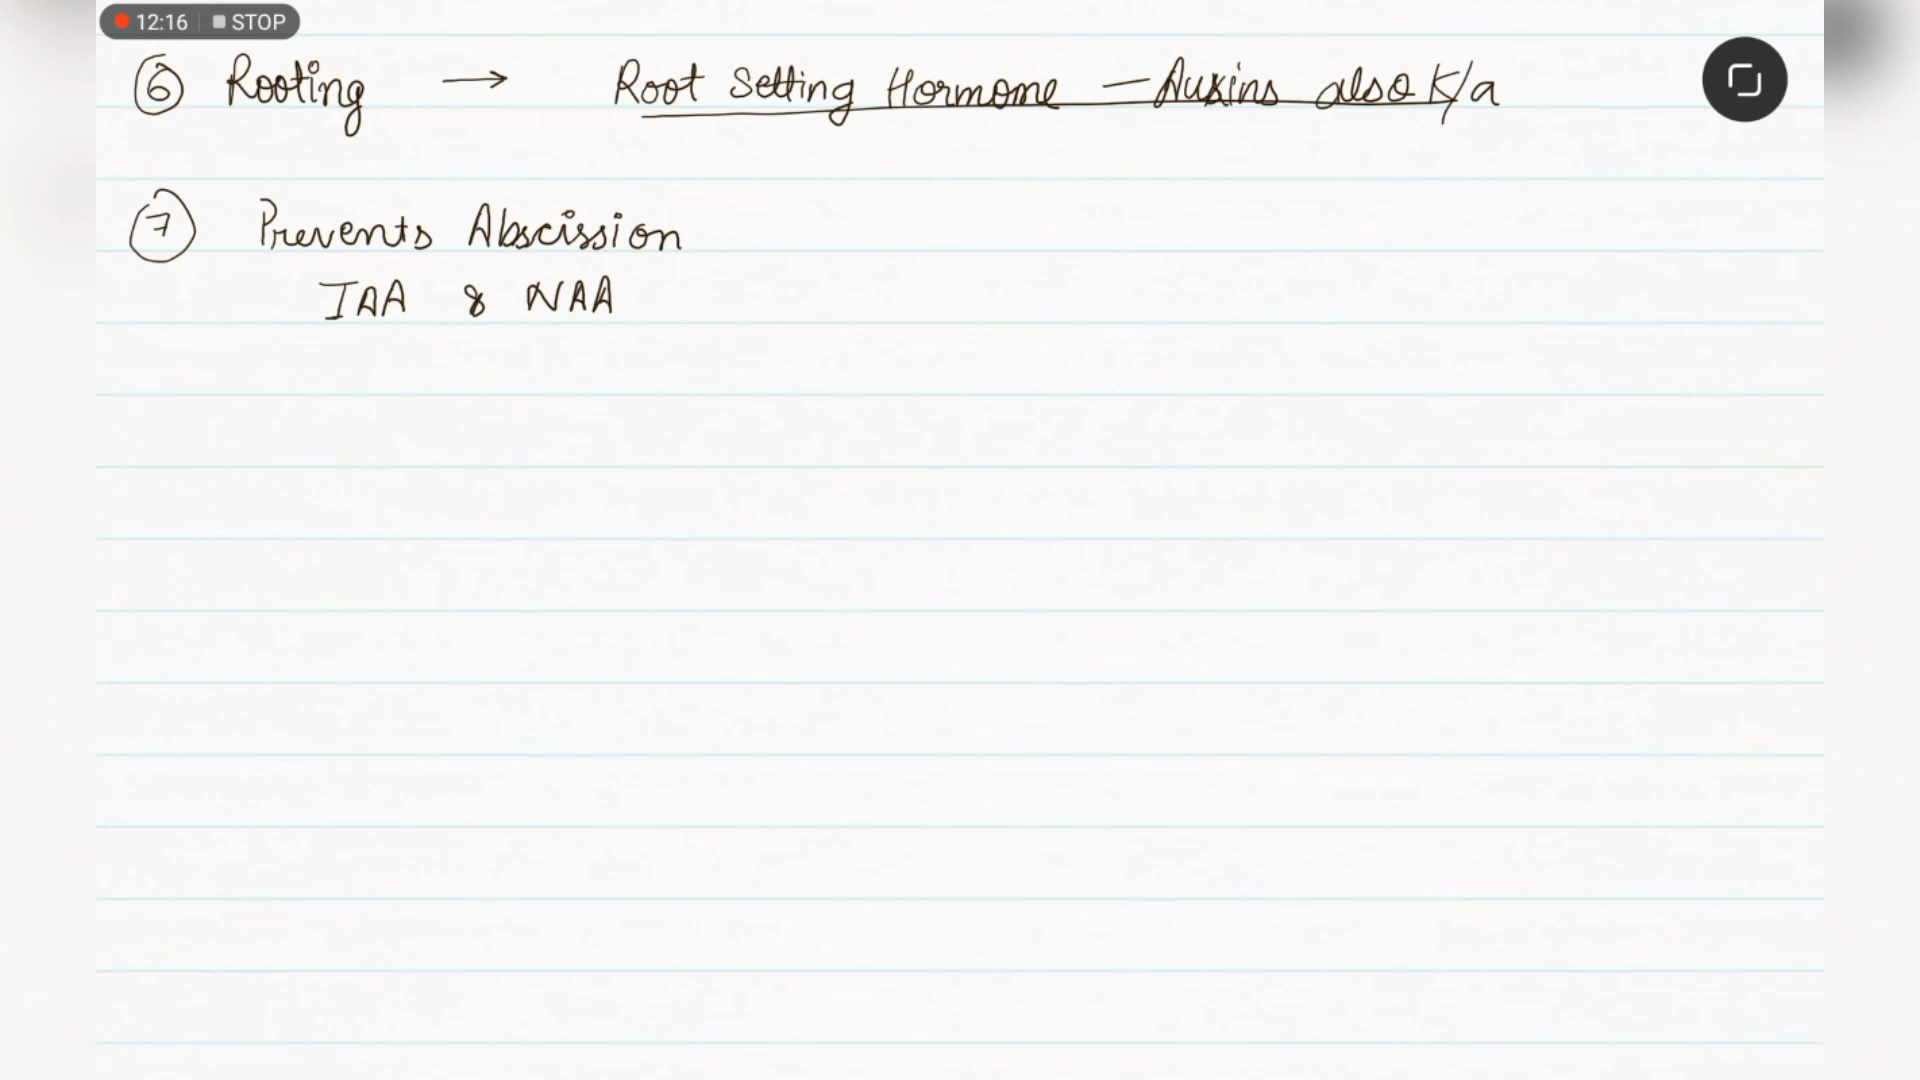 12:16 STOP
⑥ Rooting → Root Setting Hormone — Auxins also K/a
⑦ Prevents Abscission
IAA & NAA